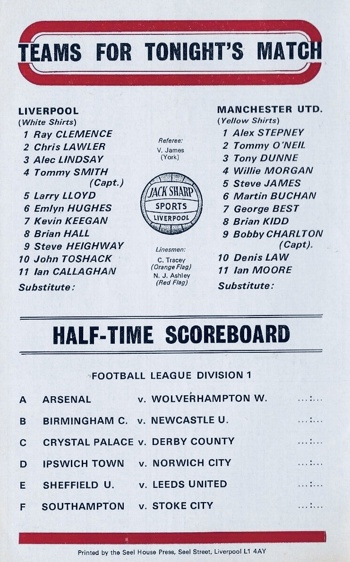 TEAMS FOR TONIGHT'S MATCH
LIVERPOOL
(White Shirts)
1 Ray CLEMENCE
2 Chris LAWLER
3 Alec LINDSAY
4 Tommy SMITH
(Capt.)
5 Larry LLOYD
6 Emlyn HUGHES
7 Kevin KEEGAN
8 Brian HALL
9 Steve HEIGHWAY
10 John TOSHACK
11 Ian CALLAGHAN
Substitute:
Referee:
V. James
(York)
JACK SHARP
SPORTS
LIVERPOOL
Linesmen:
C. Tracey
(Orange Flag)
N. J. Ashley
(Red Flag)
MANCHESTER UTD.
(Yellow Shirts)
1 Alex STEPNEY
2 Tommy O'NEIL
3 Tony DUNNE
4 Willie MORGAN
5 Steve JAMES
6 Martin BUCHAN
7 George BEST
8 Brian KIDD
9 Bobby CHARLTON
(Capt).
10 Denis LAW
11 Ian MOORE
Substitute:
HALF-TIME SCOREBOARD
FOOTBALL LEAGUE DIVISION 1
A ARSENAL v. WOLVERHAMPTON W. ...:...
B BIRMINGHAM C. v. NEWCASTLE U. ...:...
C CRYSTAL PALACE v. DERBY COUNTY ...:...
D IPSWICH TOWN v. NORWICH CITY ...:...
E SHEFFIELD U. v. LEEDS UNITED ...:...
F SOUTHAMPTON v. STOKE CITY ...:...
Printed by the Seel House Press, Seel Street, Liverpool L1 4AY